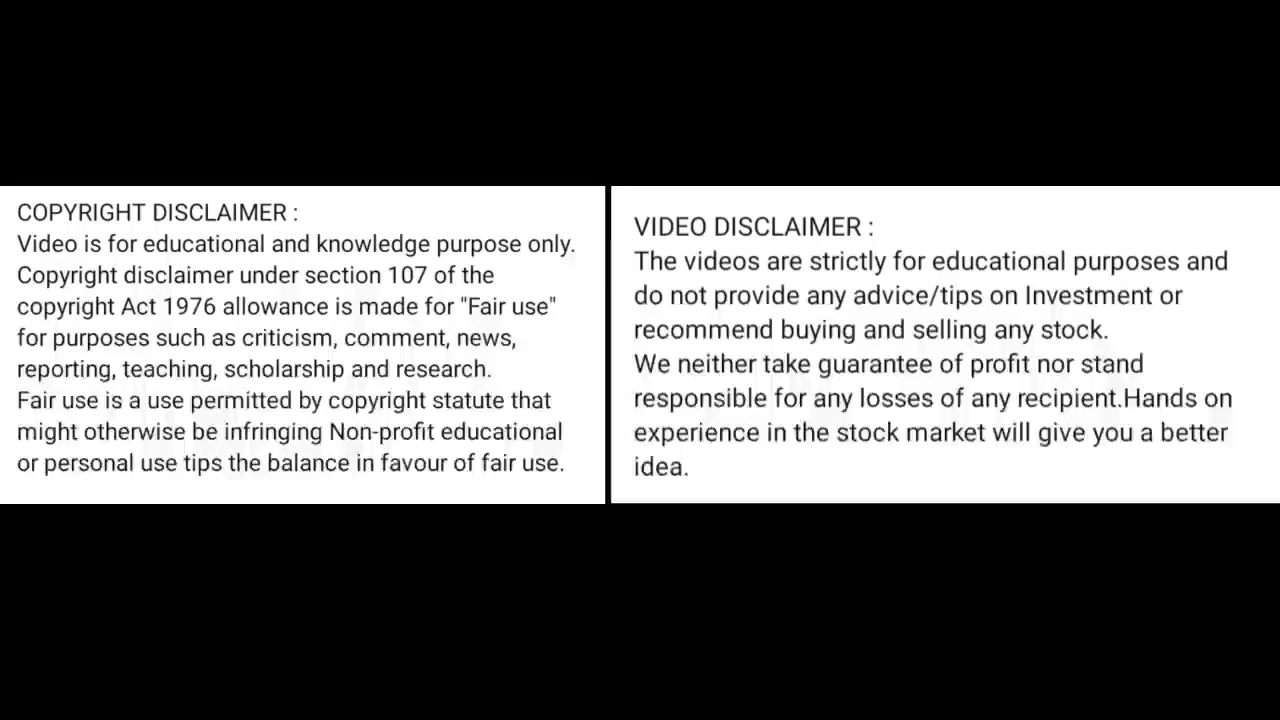 COPYRIGHT DISCLAIMER :
Video is for educational and knowledge purpose only.
Copyright disclaimer under section 107 of the
copyright Act 1976 allowance is made for "Fair use"
for purposes such as criticism, comment, news,
reporting, teaching, scholarship and research.
Fair use is a use permitted by copyright statute that
might otherwise be infringing Non-profit educational
or personal use tips the balance in favour of fair use.
VIDEO DISCLAIMER :
The videos are strictly for educational purposes and
do not provide any advice/tips on Investment or
recommend buying and selling any stock.
We neither take guarantee of profit nor stand
responsible for any losses of any recipient.Hands on
experience in the stock market will give you a better
idea.